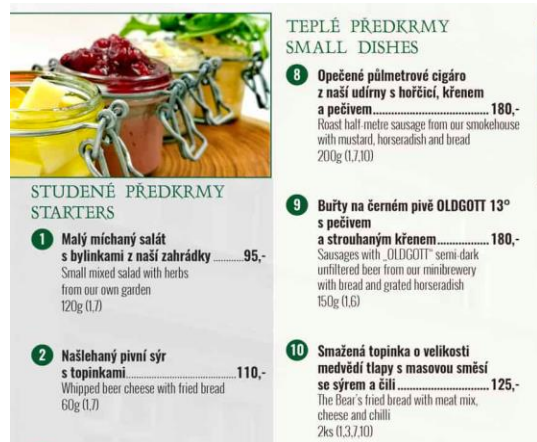 STUDENÉ PŘEDKRMY
STARTERS
1 Malý míchaný salát
s bylinkami z naší zahrádky ............95,-
Small mixed salad with herbs
from our own garden
120g (1,7)
2 Našlehaný pivní sýr
s topinkami....................................110,-
Whipped beer cheese with fried bread
60g (1,7)
TEPLÉ PŘEDKRMY
SMALL DISHES
8 Opečené půlmetrové cigáro
z naší udírny s hořčicí, křenem
a pečivem......................................180,-
Roast half-metre sausage from our smokehouse
with mustard, horseradish and bread
200g (1,7,10)
9 Buřty na černém pivě OLDGOTT 13°
s pečivem
a strouhaným křenem.................180,-
Sausages with „OLDGOTT" semi-dark
unfiltered beer from our minibrewery
with bread and grated horseradish
150g (1,6)
10 Smažená topinka o velikosti
medvědí tlapy s masovou směsí
se sýrem a čili ..............................125,-
The Bear's fried bread with meat mix,
cheese and chilli
2ks (1,3,7,10)